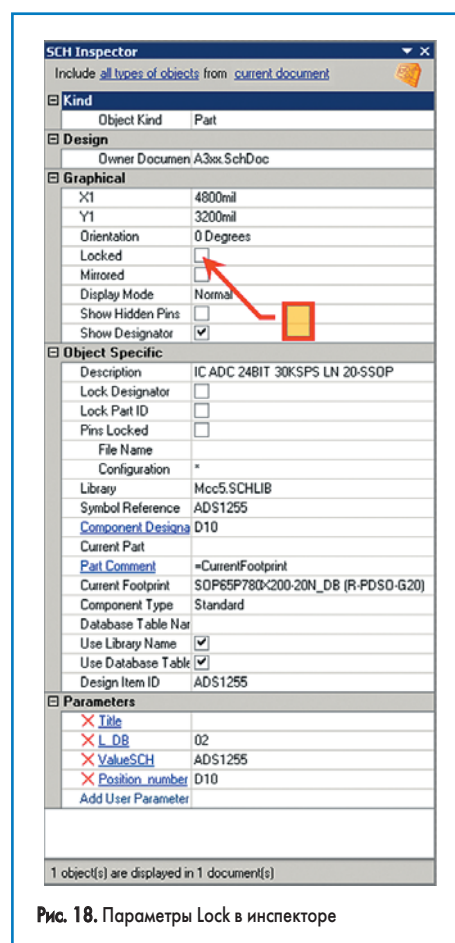 SCH Inspector
Include all types of objects from current document
Kind
Object Kind Part
Design
Owner Documen A3xx.SchDoc
Graphical
X1 4800mil
Y1 3200mil
Orientation 0 Degrees
Locked
Mirrored
Display Mode Normal
Show Hidden Pins
Show Designator
Object Specific
Description IC ADC 24BIT 30KSPS LN 20-SSOP
Lock Designator
Lock Part ID
Pins Locked
File Name
Configuration *
Library Mcc5.SCHLIB
Symbol Reference ADS1255
Component Designa D10
Current Part
Part Comment =CurrentFootprint
Current Footprint SOP65P780X200-20N_DB (R-PDSO-G20)
Component Type Standard
Database Table Nar
Use Library Name
Use Database Table
Design Item ID ADS1255
Parameters
Title
L_DB 02
ValueSCH ADS1255
Position_number D10
Add User Parameter
1 object(s) are displayed in 1 document(s)
Рис. 18. Параметры Lock в инспекторе